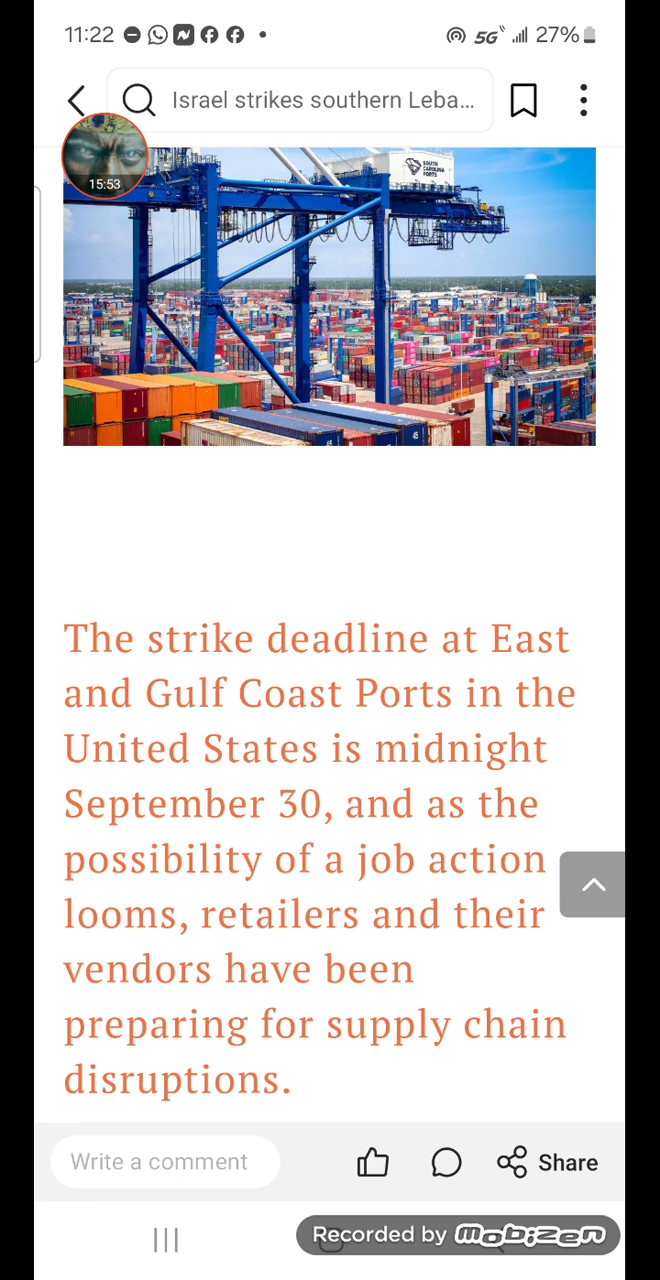 11:22
5G
27%
Israel strikes southern Leba...
15:53
SOUTH
CAROLINA
PORTS
45
45
The strike deadline at East
and Gulf Coast Ports in the
United States is midnight
September 30, and as the
possibility of a job action
looms, retailers and their
vendors have been
preparing for supply chain
disruptions.
Write a comment
Share
Recorded by mobizen